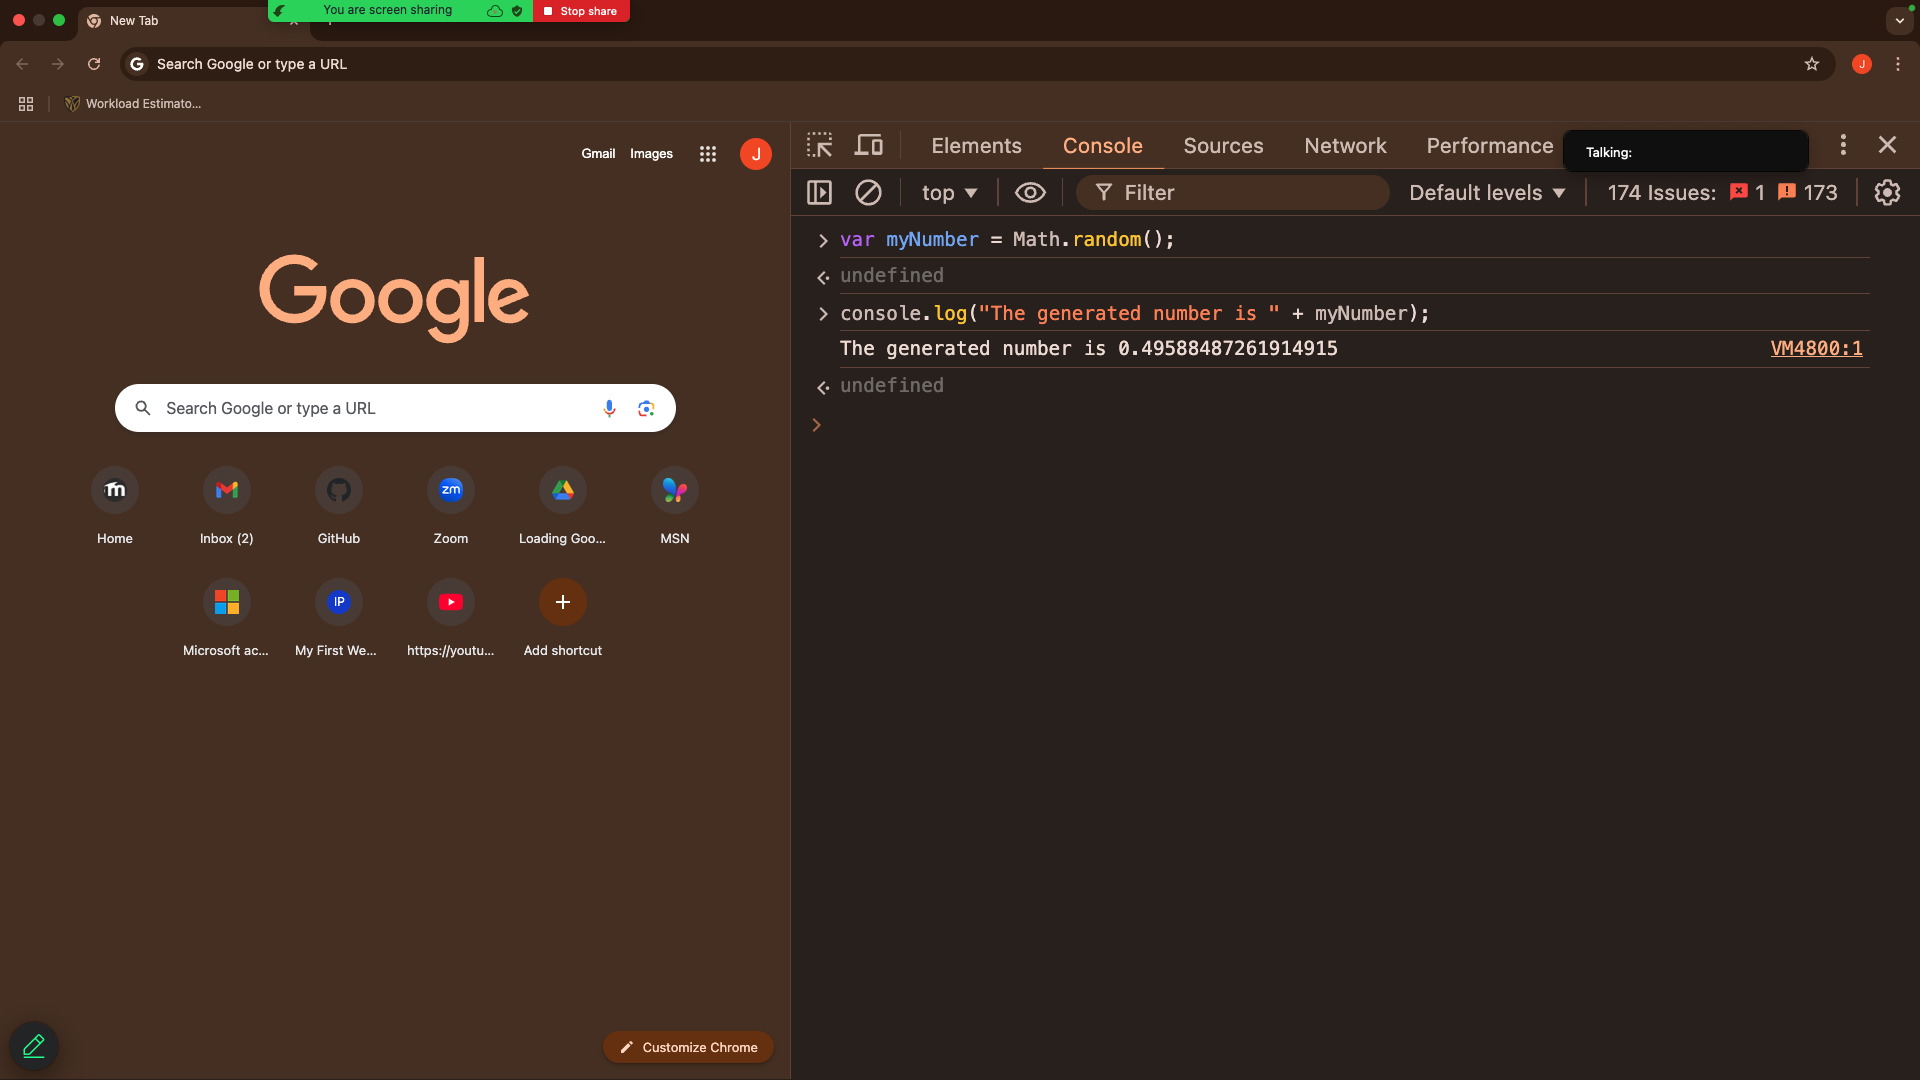 You are screen sharing
Stop share
New Tab
Search Google or type a URL
J
Workload Estimato...
Gmail Images J
Google
Search Google or type a URL
zm
Home Inbox (2) GitHub Zoom Loading Goo... MSN
IP
Microsoft ac... My First We... https://youtu... Add shortcut
Customize Chrome
Elements Console Sources Network Performance
Talking:
top Filter Default levels 174 Issues: 1 173
var myNumber = Math.random();
undefined
console.log("The generated number is " + myNumber);
The generated number is 0.49588487261914915 VM4800:1
undefined